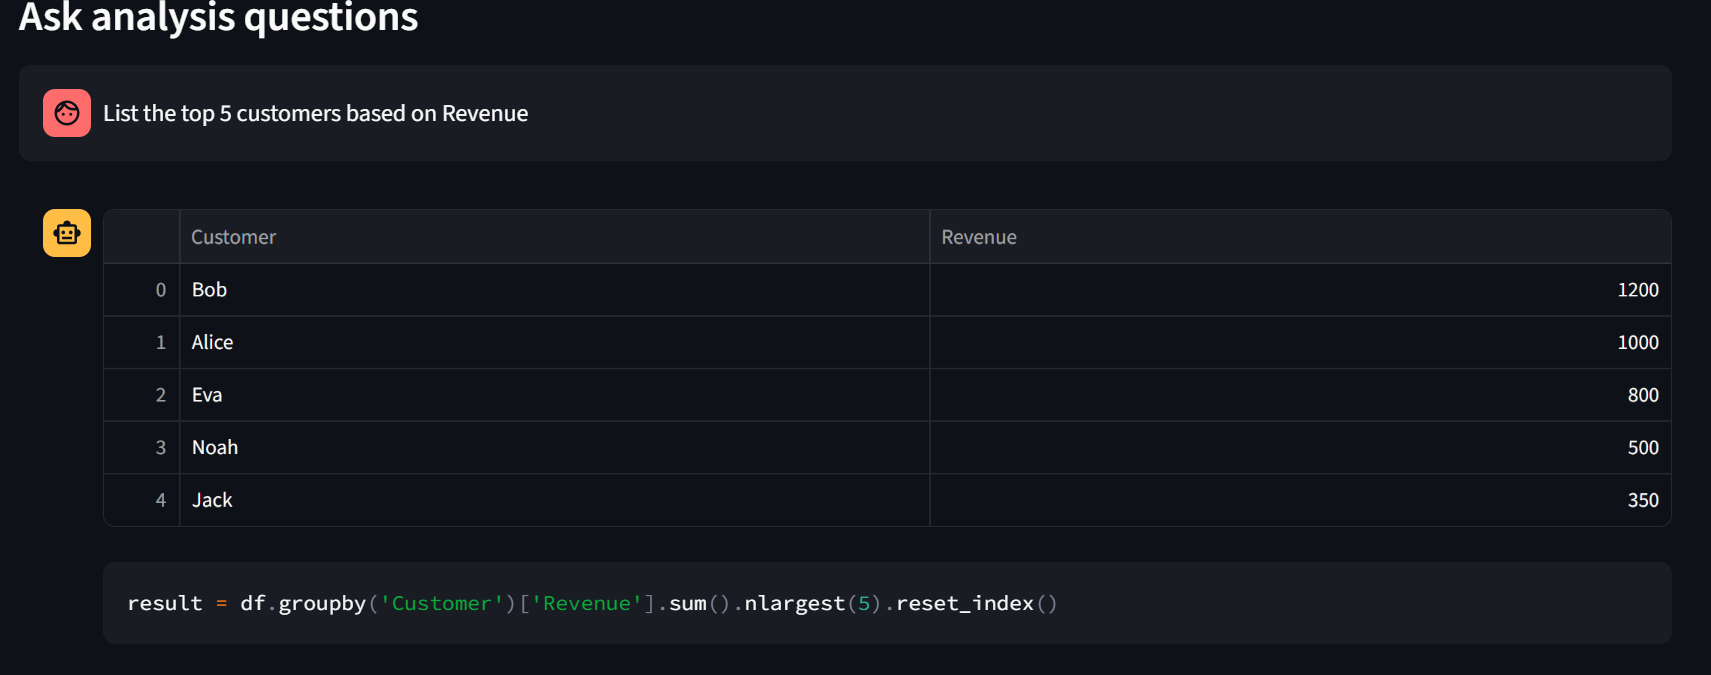 Ask analysis questions
List the top 5 customers based on Revenue
Customer Revenue
0 Bob 1200
1 Alice 1000
2 Eva 800
3 Noah 500
4 Jack 350
result = df.groupby('Customer')['Revenue'].sum().nlargest(5).reset_index()